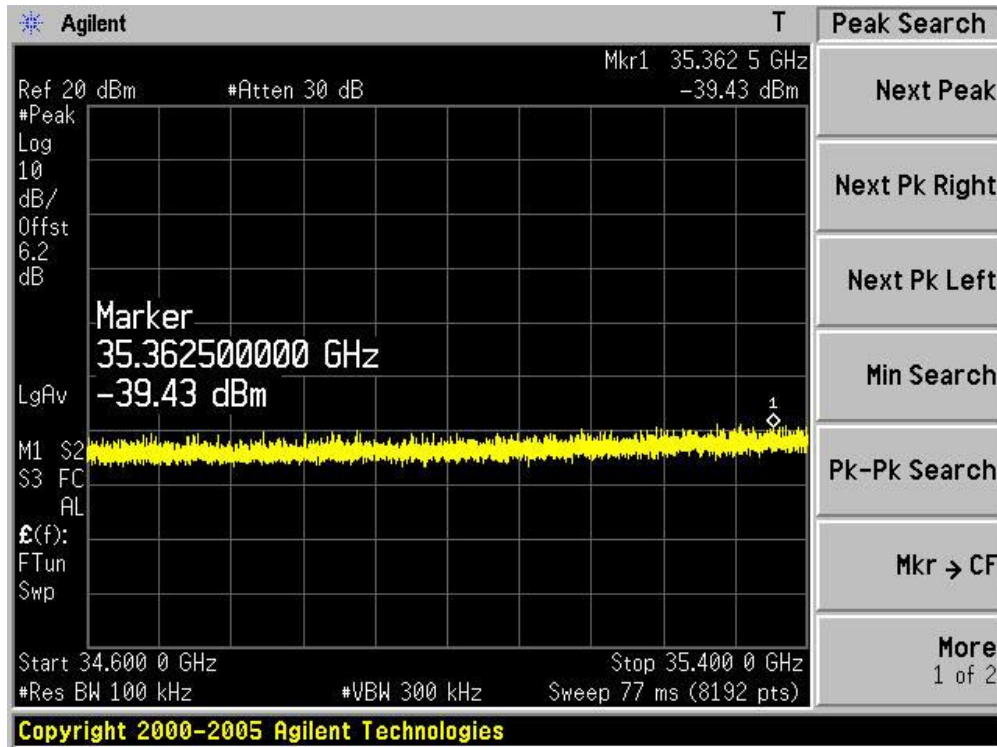 Agilent
T
Peak Search
Mkr1 35.362 5 GHz
Ref 20 dBm #Atten 30 dB -39.43 dBm
#Peak
Log
10
dB/
Offst
6.2
dB
Marker
35.362500000 GHz
-39.43 dBm
LgAv
1
M1 S2
S3 FC
AL
£(f):
FTun
Swp
Start 34.600 0 GHz Stop 35.400 0 GHz
#Res BW 100 kHz #VBW 300 kHz Sweep 77 ms (8192 pts)
Copyright 2000-2005 Agilent Technologies
Next Peak
Next Pk Right
Next Pk Left
Min Search
Pk-Pk Search
Mkr → CF
More
1 of 2